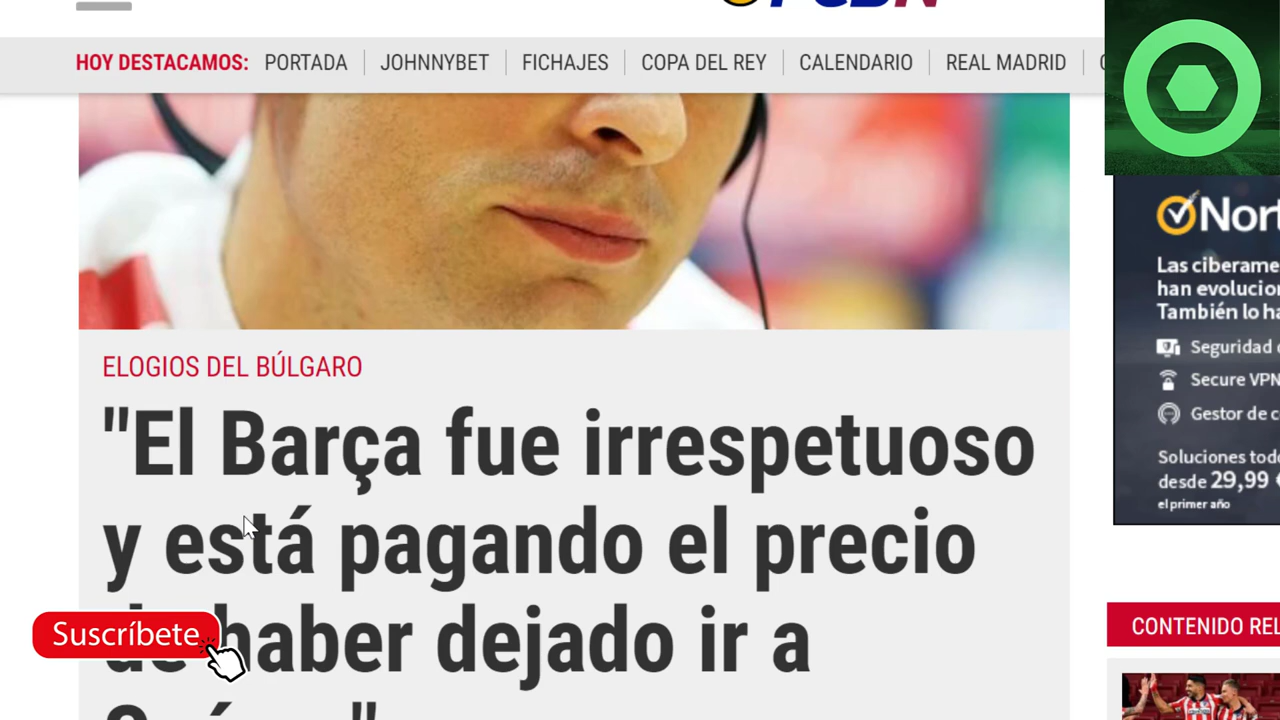 HOY DESTACAMOS: PORTADA JOHNNYBET FICHAJES COPA DEL REY CALENDARIO REAL MADRID
Las ciberame
han evolucion
También lo ha
Seguridad
Secure VPN
Gestor de c
Soluciones tod
desde 29,99 €
el primer año
ELOGIOS DEL BÚLGARO
"El Barça fue irrespetuoso
y está pagando el precio
de haber dejado ir a
Suscríbete
CONTENIDO REL